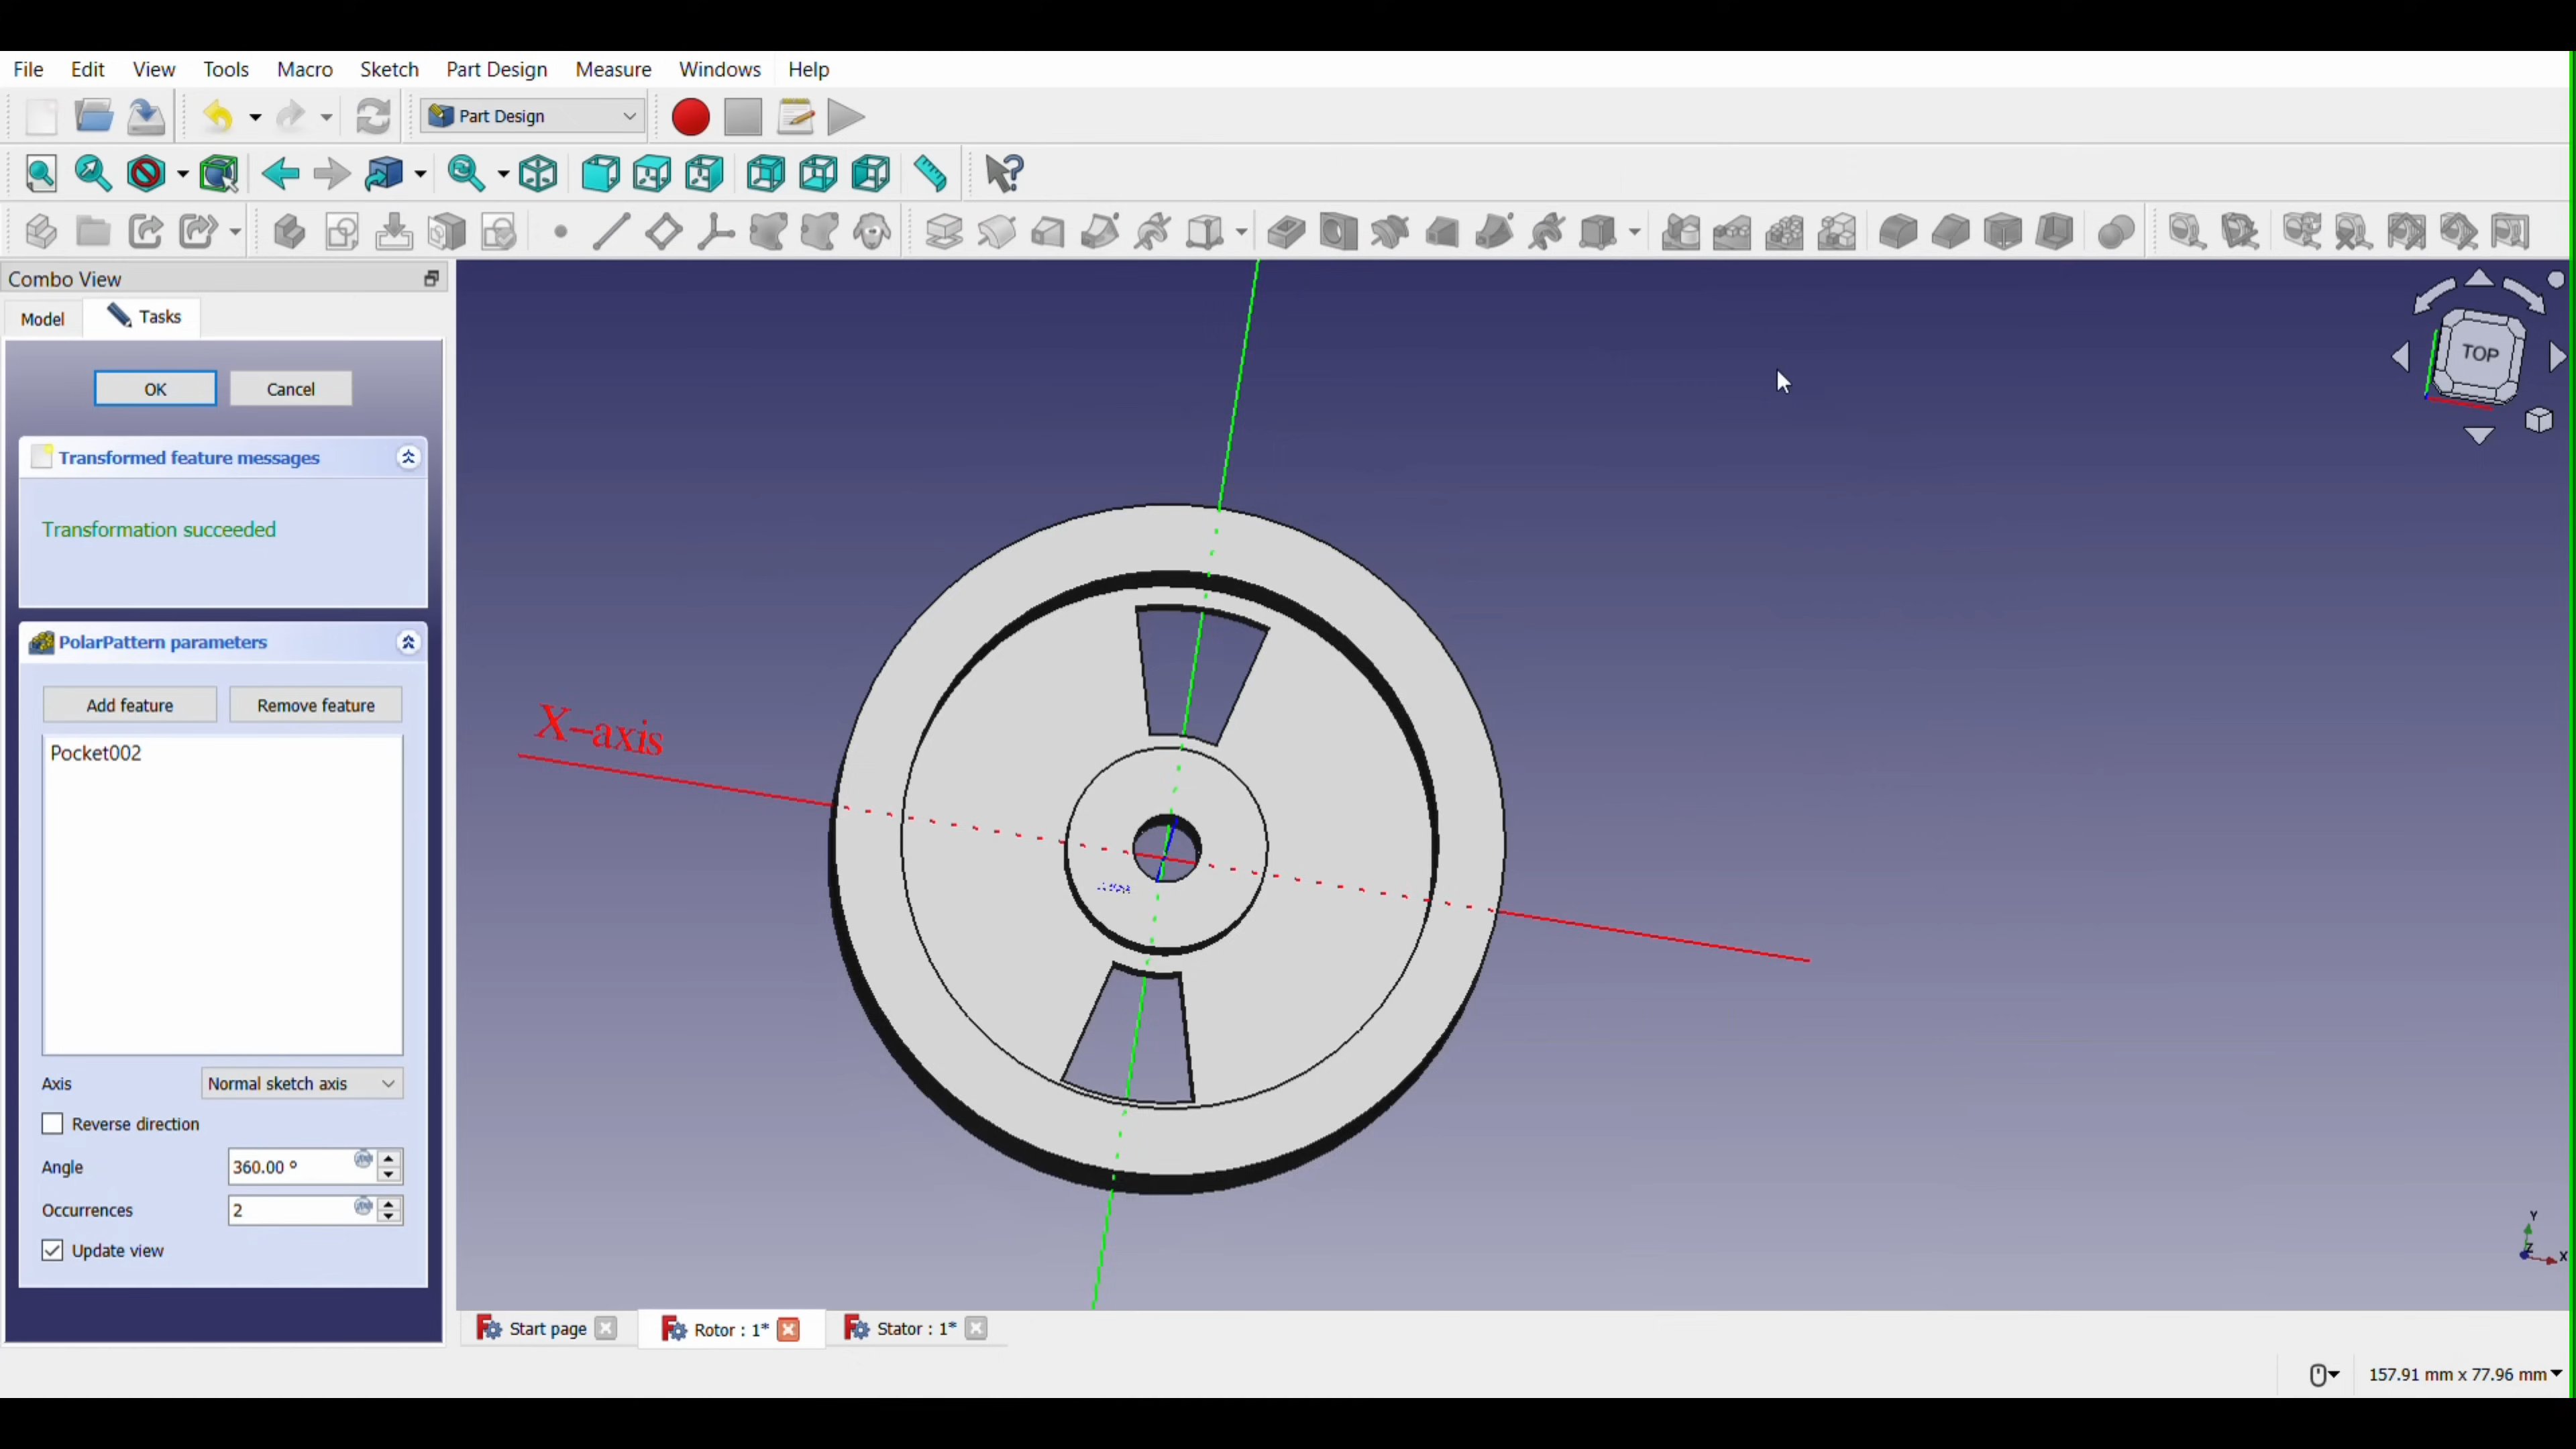 File Edit View Tools Macro Sketch Part Design Measure Windows Help
Part Design
Combo View
Model Tasks
TOP
OK Cancel
Transformed feature messages
Transformation succeeded
PolarPattern parameters
Add feature Remove feature
X-axis
Pocket002
Axis Normal sketch axis
Reverse direction
Angle 360.00 °
Occurrences 2
Update view
Y
Z
X
Start page Rotor : 1* Stator : 1*
157.91 mm x 77.96 mm